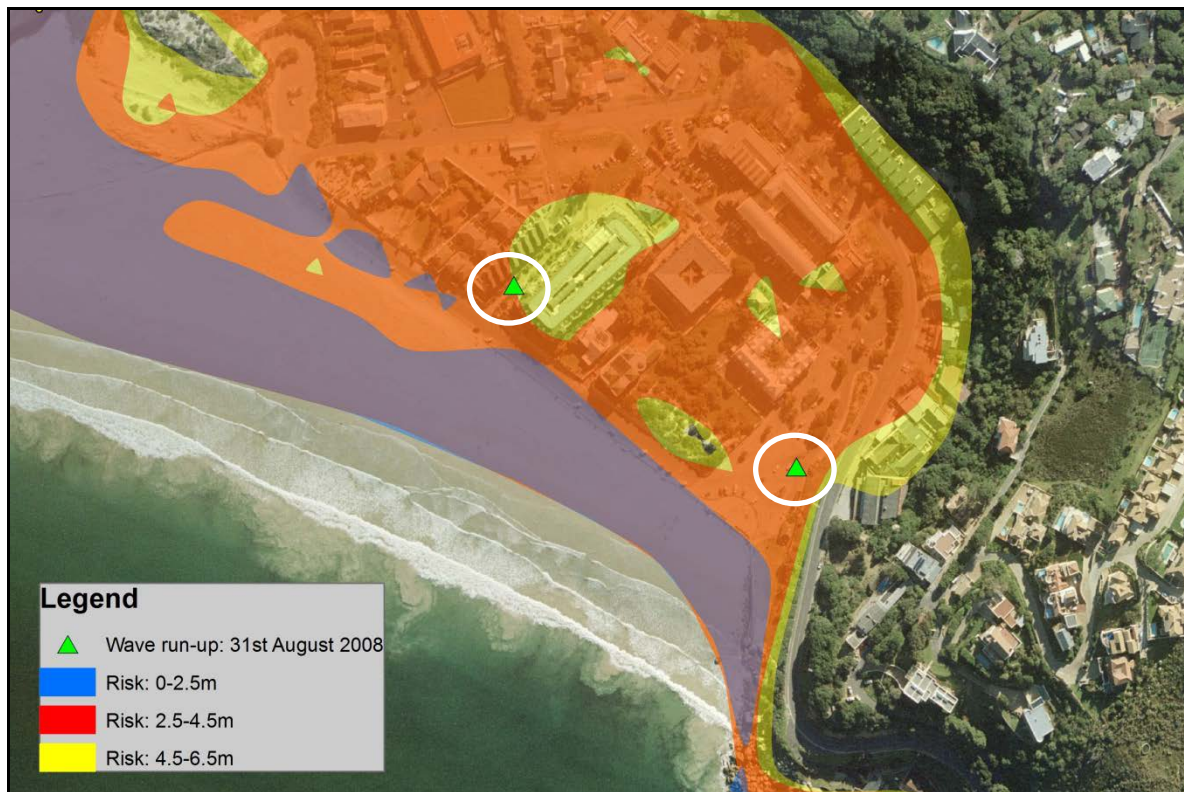 Legend
Wave run-up: 31st August 2008
Risk: 0-2.5m
Risk: 2.5-4.5m
Risk: 4.5-6.5m